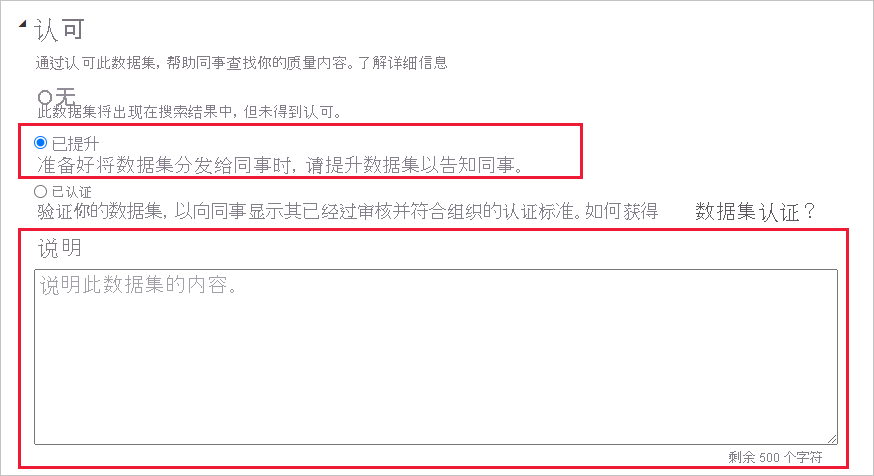 认可
通过认可此数据集，帮助同事查找你的质量内容。了解详细信息
无
此数据集将出现在搜索结果中，但未得到认可。
已提升
准备好将数据集分发给同事时，请提升数据集以告知同事。
已认证
验证你的数据集，以向同事显示其已经过审核并符合组织的认证标准。如何获得 数据集认证？
说明
说明此数据集的内容。
剩余 500 个字符